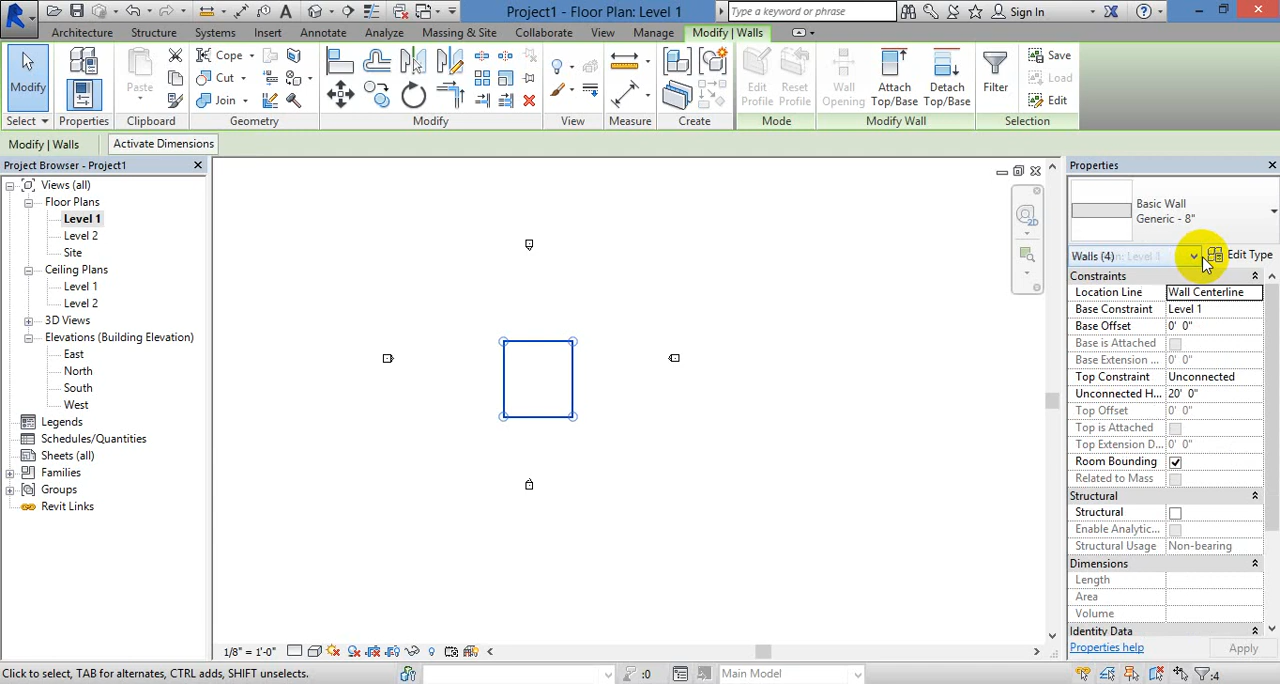 Project1 - Floor Plan: Level 1
Type a keyword or phrase
Sign In
Architecture Structure Systems Insert Annotate Analyze Massing & Site Collaborate View Manage Modify | Walls
Modify
Select
Properties
Paste
Clipboard
Cope
Cut
Join
Geometry
Modify
View
Measure
Create
Edit Profile
Reset Profile
Mode
Wall Opening
Attach Top/Base
Detach Top/Base
Modify Wall
Filter
Save
Load
Edit
Selection
Modify | Walls
Activate Dimensions
Project Browser - Project1
Views (all)
Floor Plans
Level 1
Level 2
Site
Ceiling Plans
Level 1
Level 2
3D Views
Elevations (Building Elevation)
East
North
South
West
Legends
Schedules/Quantities
Sheets (all)
Families
Groups
Revit Links
2D
Properties
Basic Wall
Generic - 8"
Walls (4)
Edit Type
Constraints
Location Line Wall Centerline
Base Constraint Level 1
Base Offset 0' 0"
Base is Attached
Base Extension ... 0' 0"
Top Constraint Unconnected
Unconnected H... 20' 0"
Top Offset 0' 0"
Top is Attached
Top Extension D... 0' 0"
Room Bounding
Related to Mass
Structural
Structural
Enable Analytic...
Structural Usage Non-bearing
Dimensions
Length
Area
Volume
Identity Data
Properties help
Apply
1/8" = 1'-0"
Click to select, TAB for alternates, CTRL adds, SHIFT unselects.
:0
Main Model
:4